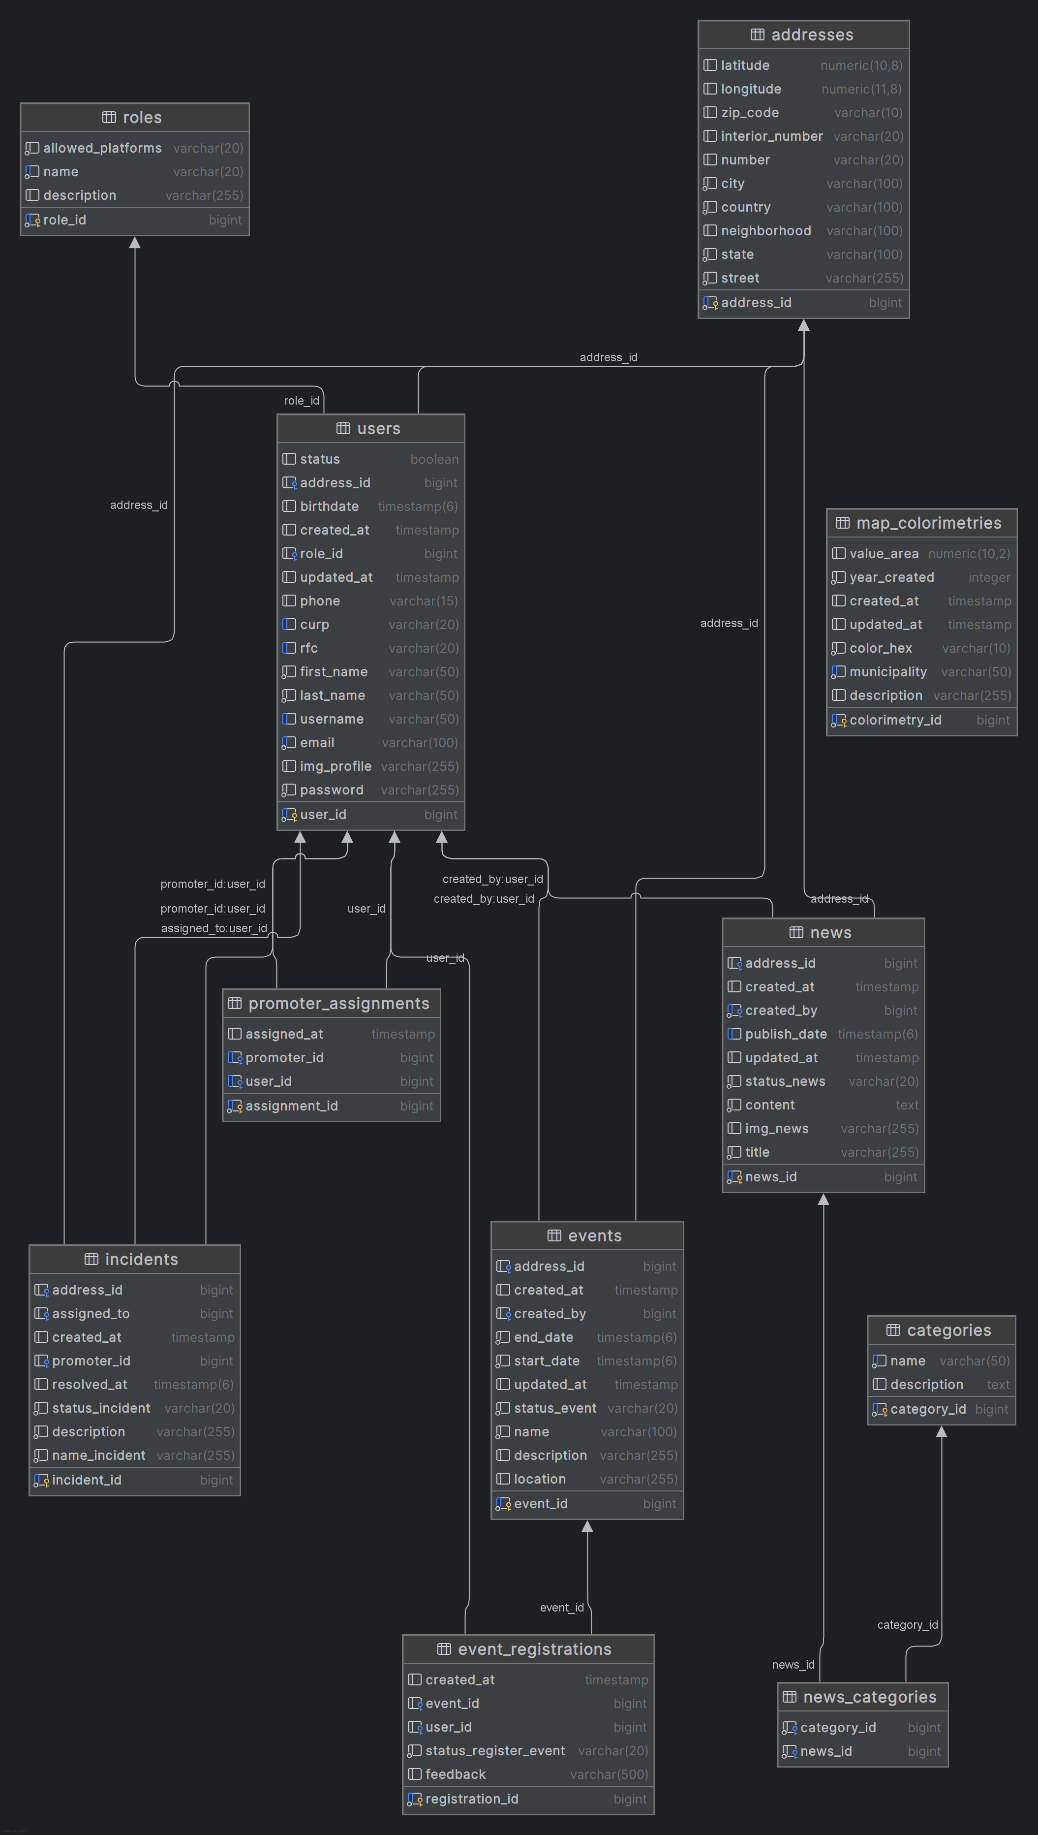 addresses
latitude numeric(10,8)
longitude numeric(11,8)
zip_code varchar(10)
interior_number varchar(20)
number varchar(20)
city varchar(100)
country varchar(100)
neighborhood varchar(100)
state varchar(100)
street varchar(255)
address_id bigint
roles
allowed_platforms varchar(20)
name varchar(20)
description varchar(255)
role_id bigint
address_id
role_id
address_id
address_id
users
status boolean
address_id bigint
birthdate timestamp(6)
created_at timestamp
role_id bigint
updated_at timestamp
phone varchar(15)
curp varchar(20)
rfc varchar(20)
first_name varchar(50)
last_name varchar(50)
username varchar(50)
email varchar(100)
img_profile varchar(255)
password varchar(255)
user_id bigint
map_colorimetries
value_area numeric(10,2)
year_created integer
created_at timestamp
updated_at timestamp
color_hex varchar(10)
municipality varchar(50)
description varchar(255)
colorimetry_id bigint
promoter_id:user_id
promoter_id:user_id
assigned_to:user_id
user_id
user_id
created_by:user_id
created_by:user_id
address_id
promoter_assignments
assigned_at timestamp
promoter_id bigint
user_id bigint
assignment_id bigint
news
address_id bigint
created_at timestamp
created_by bigint
publish_date timestamp(6)
updated_at timestamp
status_news varchar(20)
content text
img_news varchar(255)
title varchar(255)
news_id bigint
incidents
address_id bigint
assigned_to bigint
created_at timestamp
promoter_id bigint
resolved_at timestamp(6)
status_incident varchar(20)
description varchar(255)
name_incident varchar(255)
incident_id bigint
events
address_id bigint
created_at timestamp
created_by bigint
end_date timestamp(6)
start_date timestamp(6)
updated_at timestamp
status_event varchar(20)
name varchar(100)
description varchar(255)
location varchar(255)
event_id bigint
categories
name varchar(50)
description text
category_id bigint
event_id
category_id
news_id
event_registrations
created_at timestamp
event_id bigint
user_id bigint
status_register_event varchar(20)
feedback varchar(500)
registration_id bigint
news_categories
category_id bigint
news_id bigint